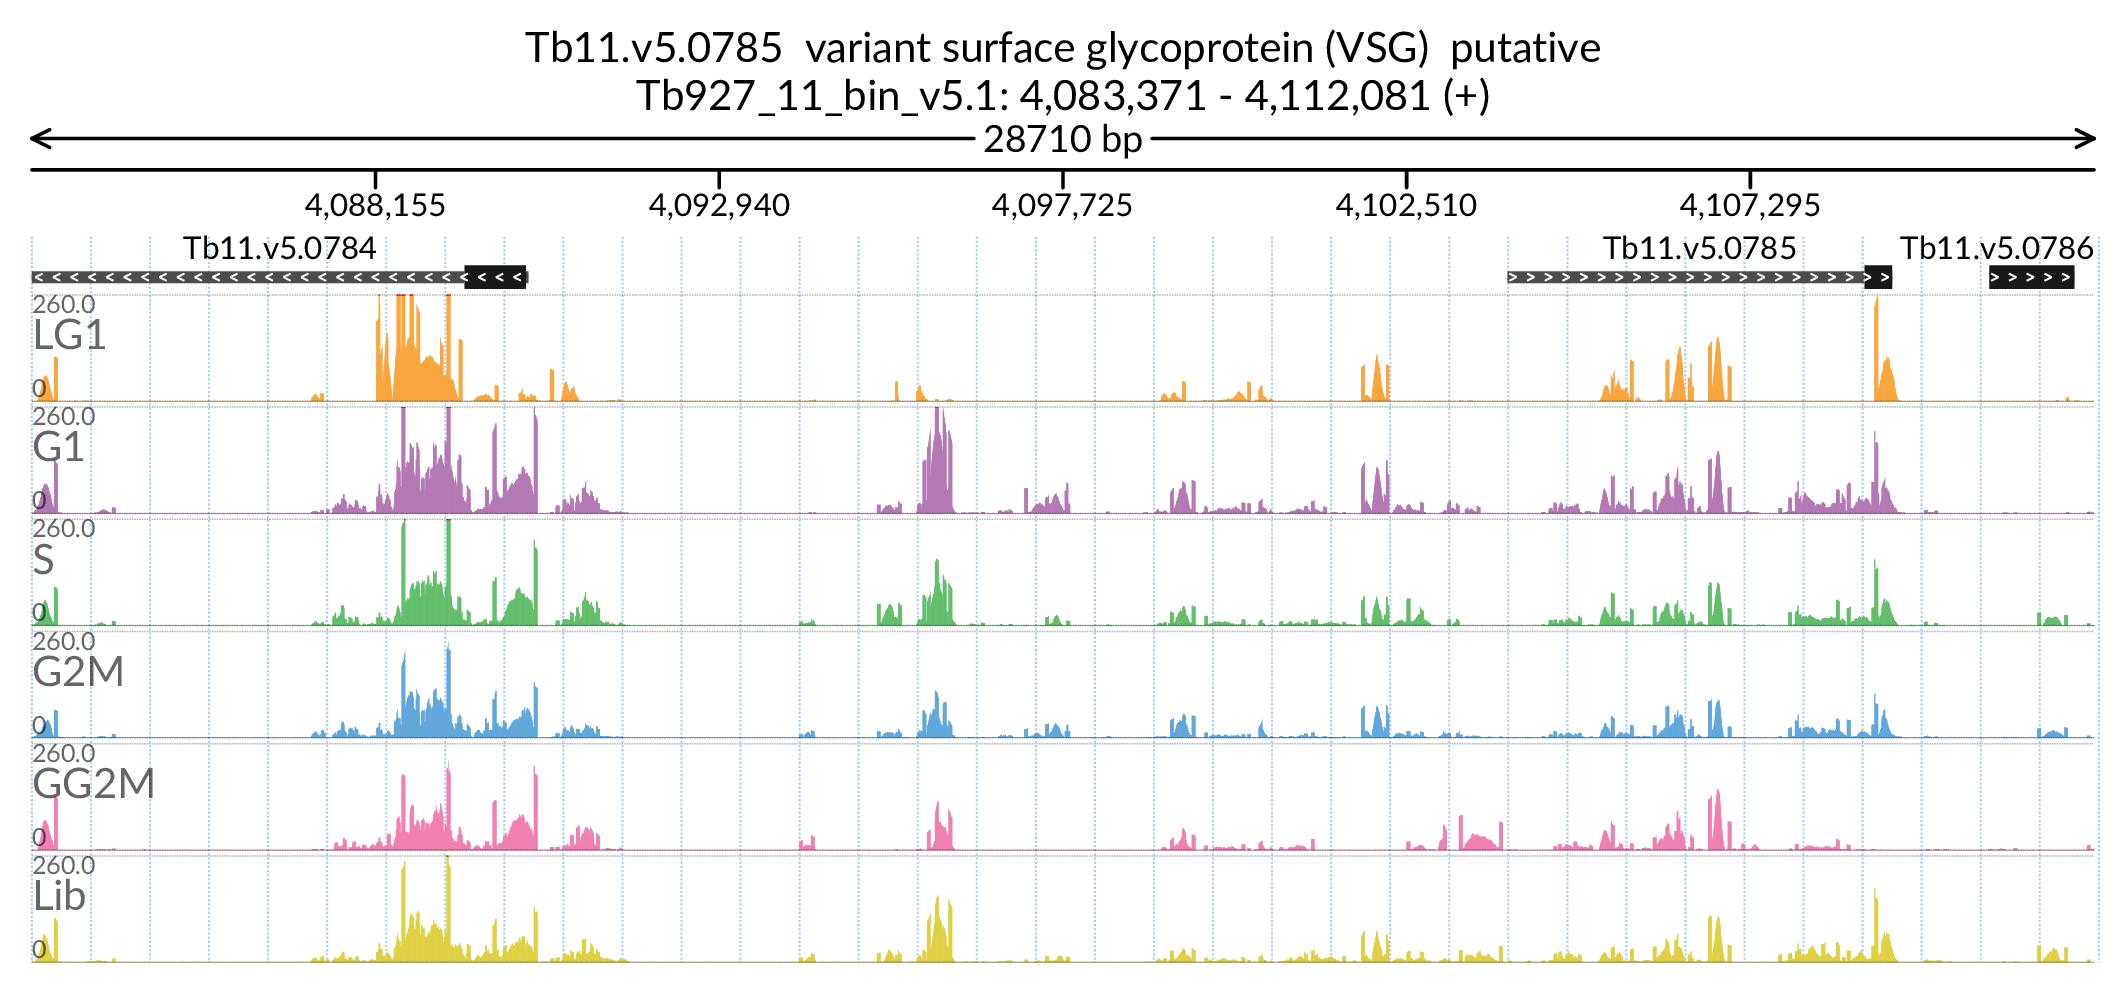 Tb11.v5.0785 variant surface glycoprotein (VSG) putative
Tb927_11_bin_v5.1: 4,083,371 - 4,112,081 (+)
28710 bp
4,088,155 4,092,940 4,097,725 4,102,510 4,107,295
Tb11.v5.0784 Tb11.v5.0785 Tb11.v5.0786
260.0
LG1
0
260.0
G1
0
260.0
S
0
260.0
G2M
0
260.0
GG2M
0
260.0
Lib
0